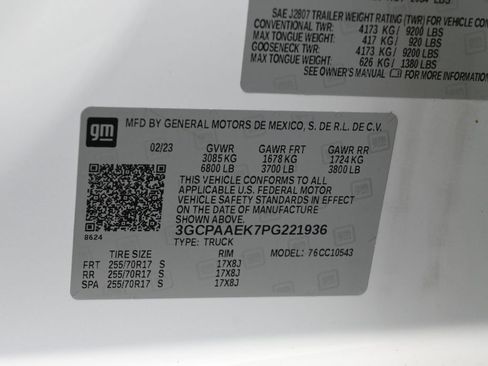 SAE J2807 TRAILER WEIGHT RATING (TWR) FOR VEHICLE CON
CONVENTIONAL TWR: 4173 KG/ 9200 LBS
MAX TONGUE WEIGHT: 417 KG/ 920 LBS
GOOSENECK TWR: 4173 KG/ 9200 LBS
MAX TONGUE WEIGHT: 626 KG/ 1380 LBS
SEE OWNER'S MANUAL FOR MORE INFORMATION
gm
MFD BY GENERAL MOTORS DE MEXICO, S. DE R.L. DE C.V.
02/23 GVWR GAWR FRT GAWR RR
3085 KG 1678 KG 1724 KG
6800 LB 3700 LB 3800 LB
THIS VEHICLE CONFORMS TO ALL
APPLICABLE U.S. FEDERAL MOTOR
VEHICLE SAFETY STANDARDS IN
EFFECT ON THE DATE OF MANUFACTURE
SHOWN ABOVE.
3GCPAAEK7PG221936
8624
TYPE: TRUCK
TIRE SIZE RIM MODEL: 76CC10543
FRT 255/70R17 S 17X8J
RR 255/70R17 S 17X8J
SPA 255/70R17 S 17X8J